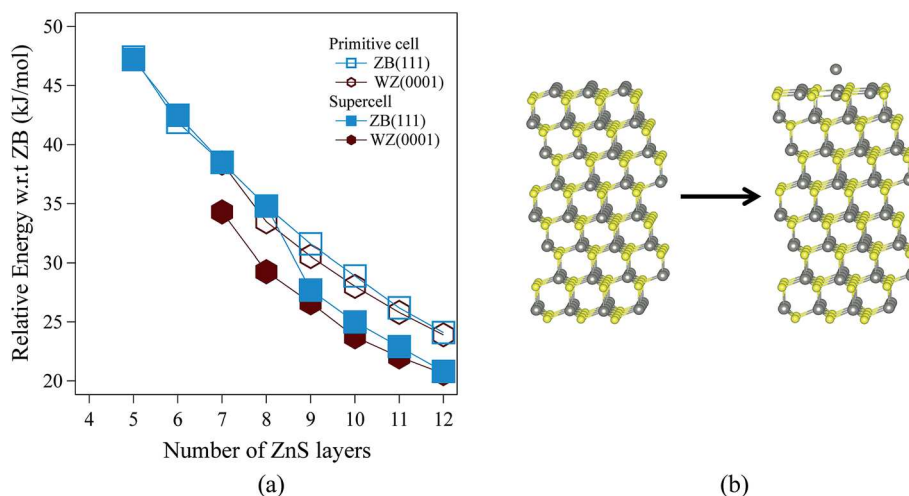 50
45
40
35
30
25
20
Relative Energy w.r.t ZB (kJ/mol)
Primitive cell
ZB(111)
WZ(0001)
Supercell
ZB(111)
WZ(0001)
4 5 6 7 8 9 10 11 12
Number of ZnS layers
(a)
(b)